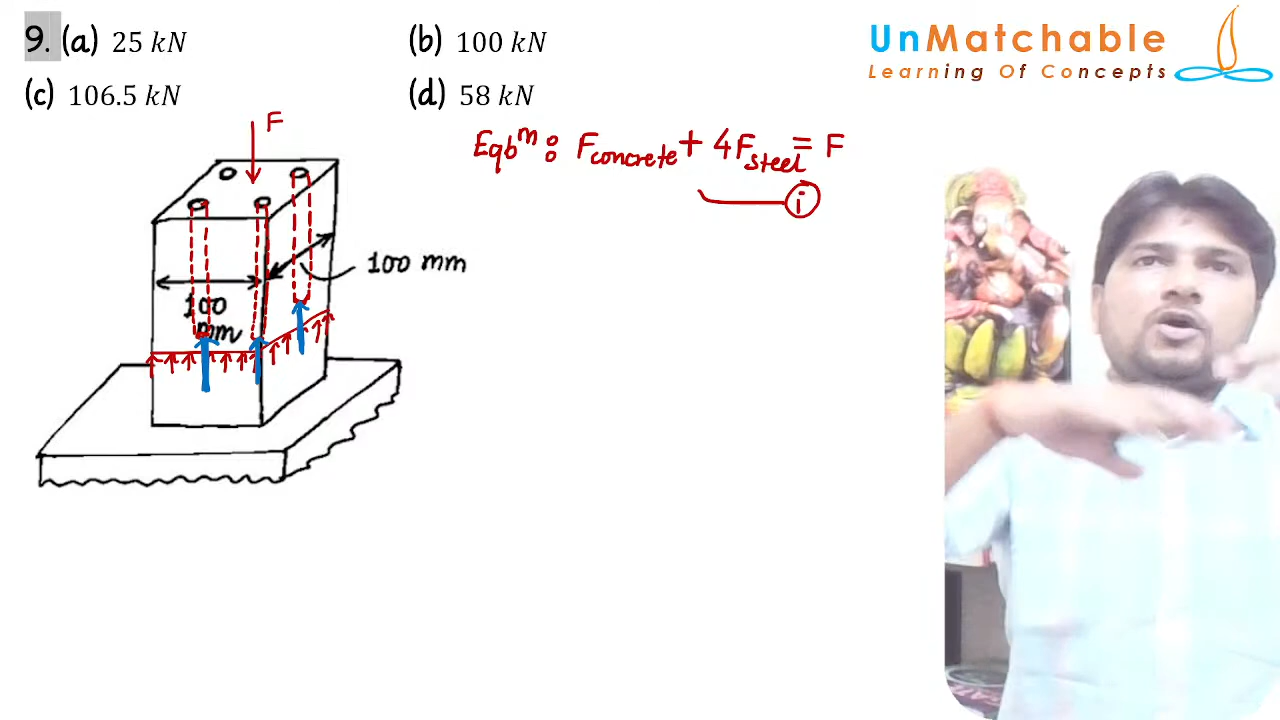 9. (a) 25 kN (b) 100 kN
(c) 106.5 kN (d) 58 kN
UnMatchable
Learning Of Concepts
F
Eqbᵐ: Fconcrete + 4Fsteel = F
i
100 mm
100
mm